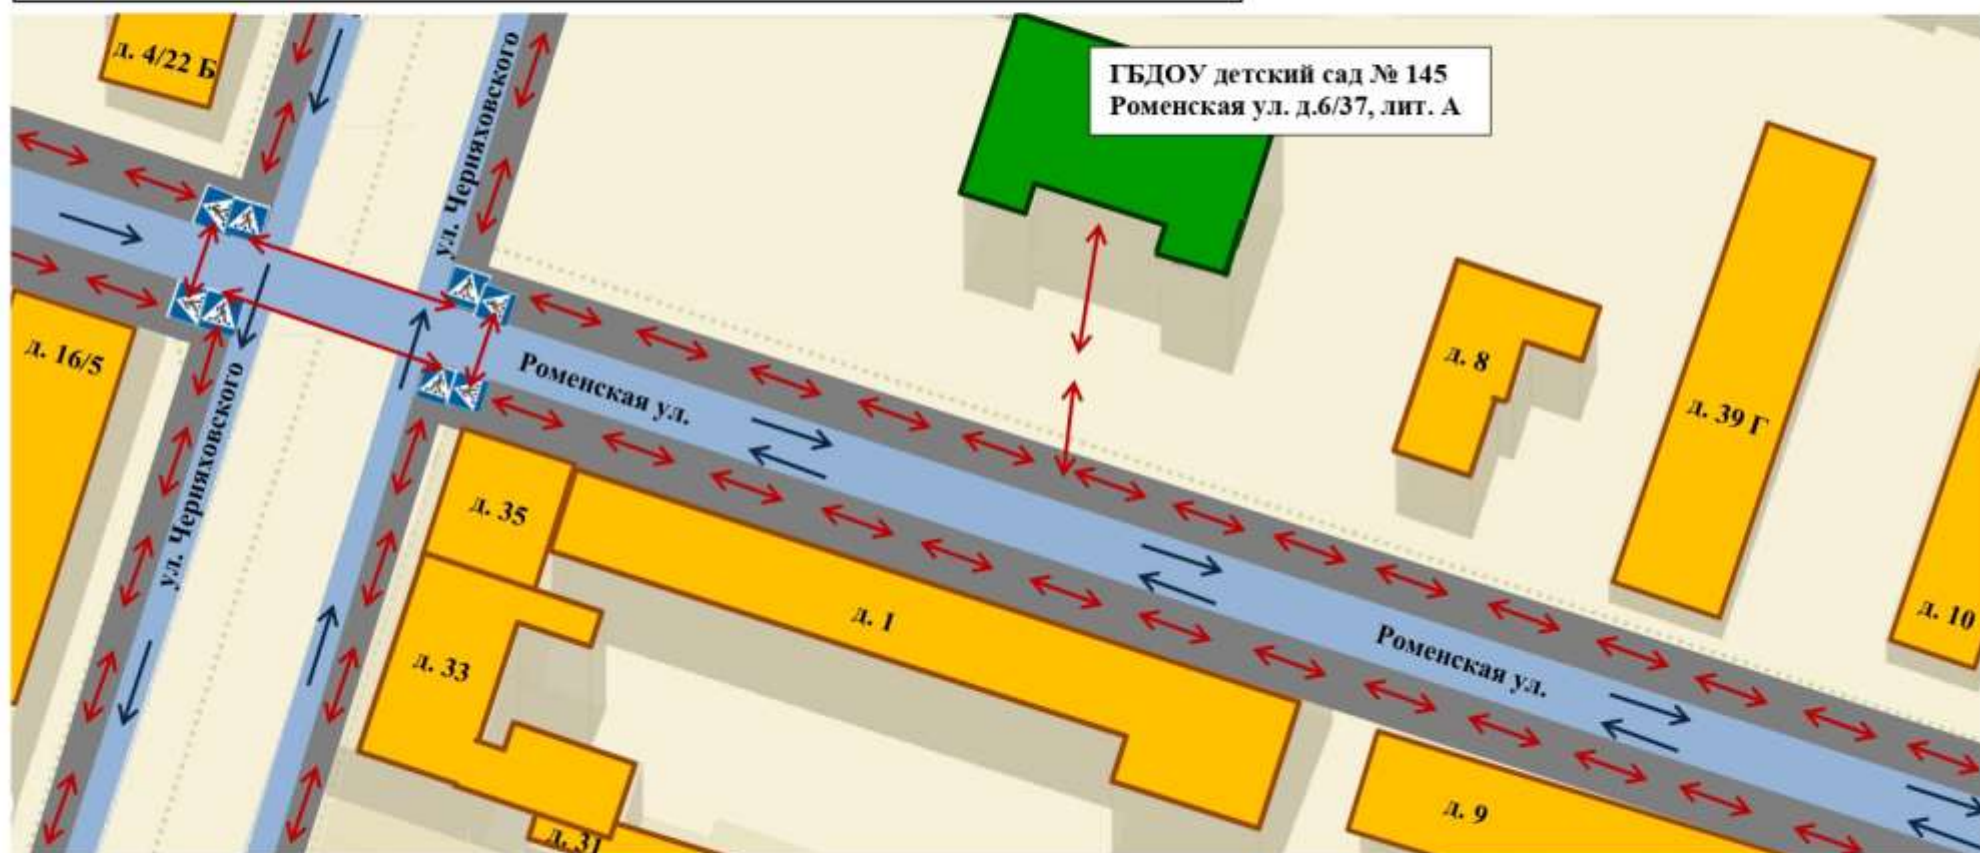 д. 4/22 Б
ул. Черняховского
ГБДОУ детский сад № 145
Роменская ул. д.6/37, лит. А
д. 16/5
Роменская ул.
д. 8
д. 39 Г
ул. Черняховского
д. 35
д. 1
д. 10
д. 33
Роменская ул.
д. 9
д. 31